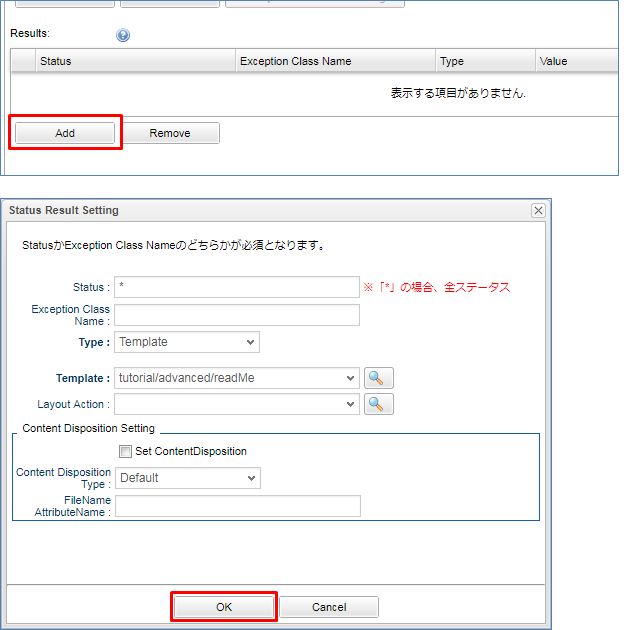 Results:
Status Exception Class Name Type Value
表示する項目がありません.
Add Remove
Status Result Setting
StatusかException Class Nameのどちらかが必須となります。
Status : * ※「*」の場合、全ステータス
Exception Class
Name :
Type : Template
Template : tutorial/advanced/readMe
Layout Action :
Content Disposition Setting
Set ContentDisposition
Content Disposition
Type : Default
FileName
AttributeName :
OK Cancel